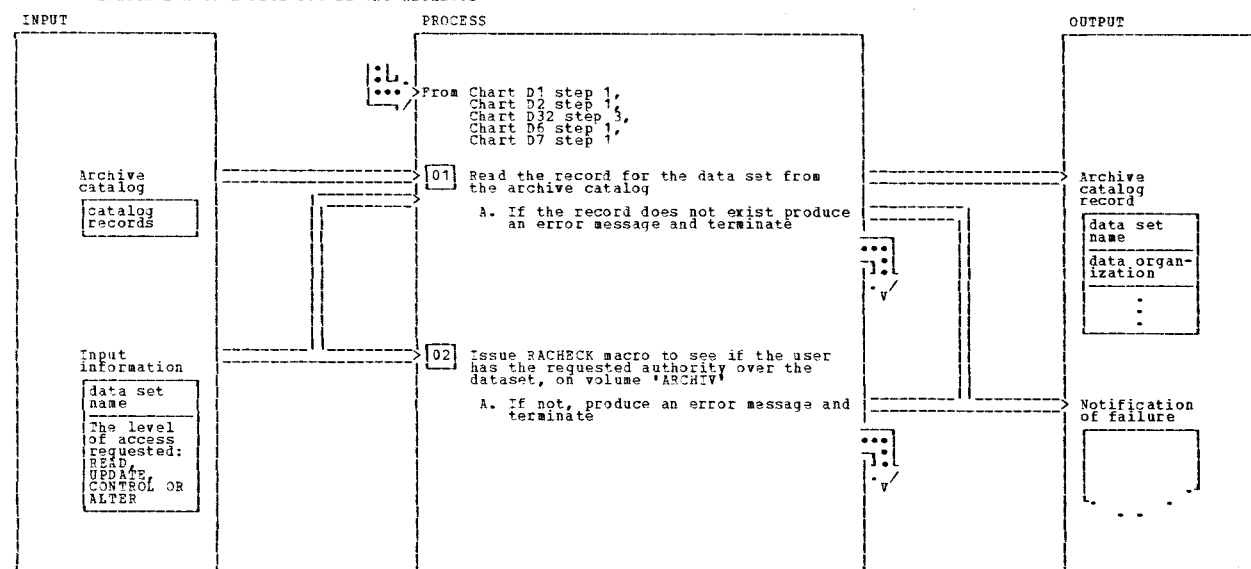 INPUT
PROCESS
OUTPUT
From Chart D1 step 1,
Chart D2 step 1,
Chart D32 step 3,
Chart D6 step 1,
Chart D7 step 1
Archive
catalog
catalog
records
01 Read the record for the data set from
the archive catalog
A. If the record does not exist produce
an error message and terminate
Archive
catalog
record
data set
name
data organ-
ization
Input
information
data set
name
The level
of access
requested:
READ,
UPDATE,
CONTROL OR
ALTER
02 Issue RACHECK macro to see if the user
has the requested authority over the
dataset, on volume 'ARCHIV'
A. If not, produce an error message and
terminate
Notification
of failure